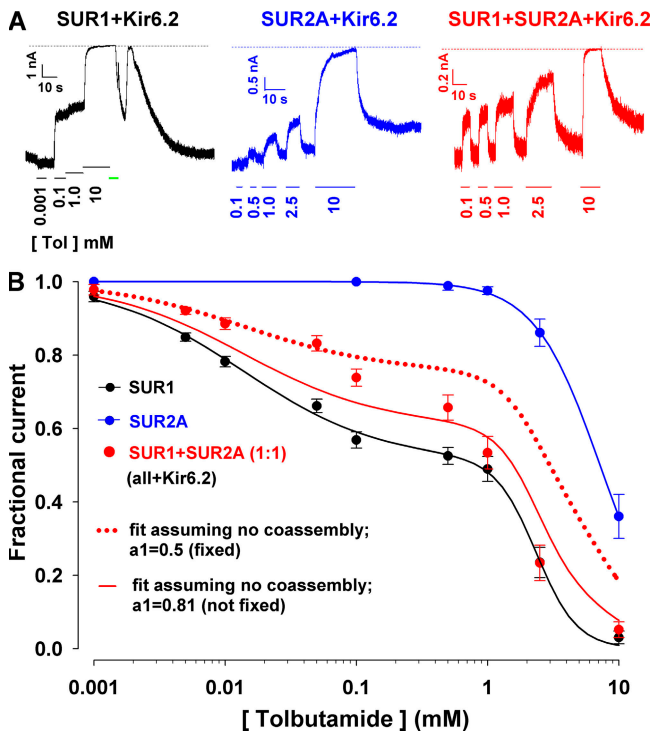 A
SUR1+Kir6.2
SUR2A+Kir6.2
SUR1+SUR2A+Kir6.2
1 nA
10 s
0.5 nA
10 s
0.2 nA
10 s
0.001
0.1
1.0
10
0.1
0.5
1.0
2.5
10
0.1
0.5
1.0
2.5
10
[ Tol ] mM
B
Fractional current
1.0
0.8
0.6
0.4
0.2
0.0
SUR1
SUR2A
SUR1+SUR2A (1:1)
(all+Kir6.2)
fit assuming no coassembly;
a1=0.5 (fixed)
fit assuming no coassembly;
a1=0.81 (not fixed)
0.001
0.01
0.1
1
10
[ Tolbutamide ] (mM)